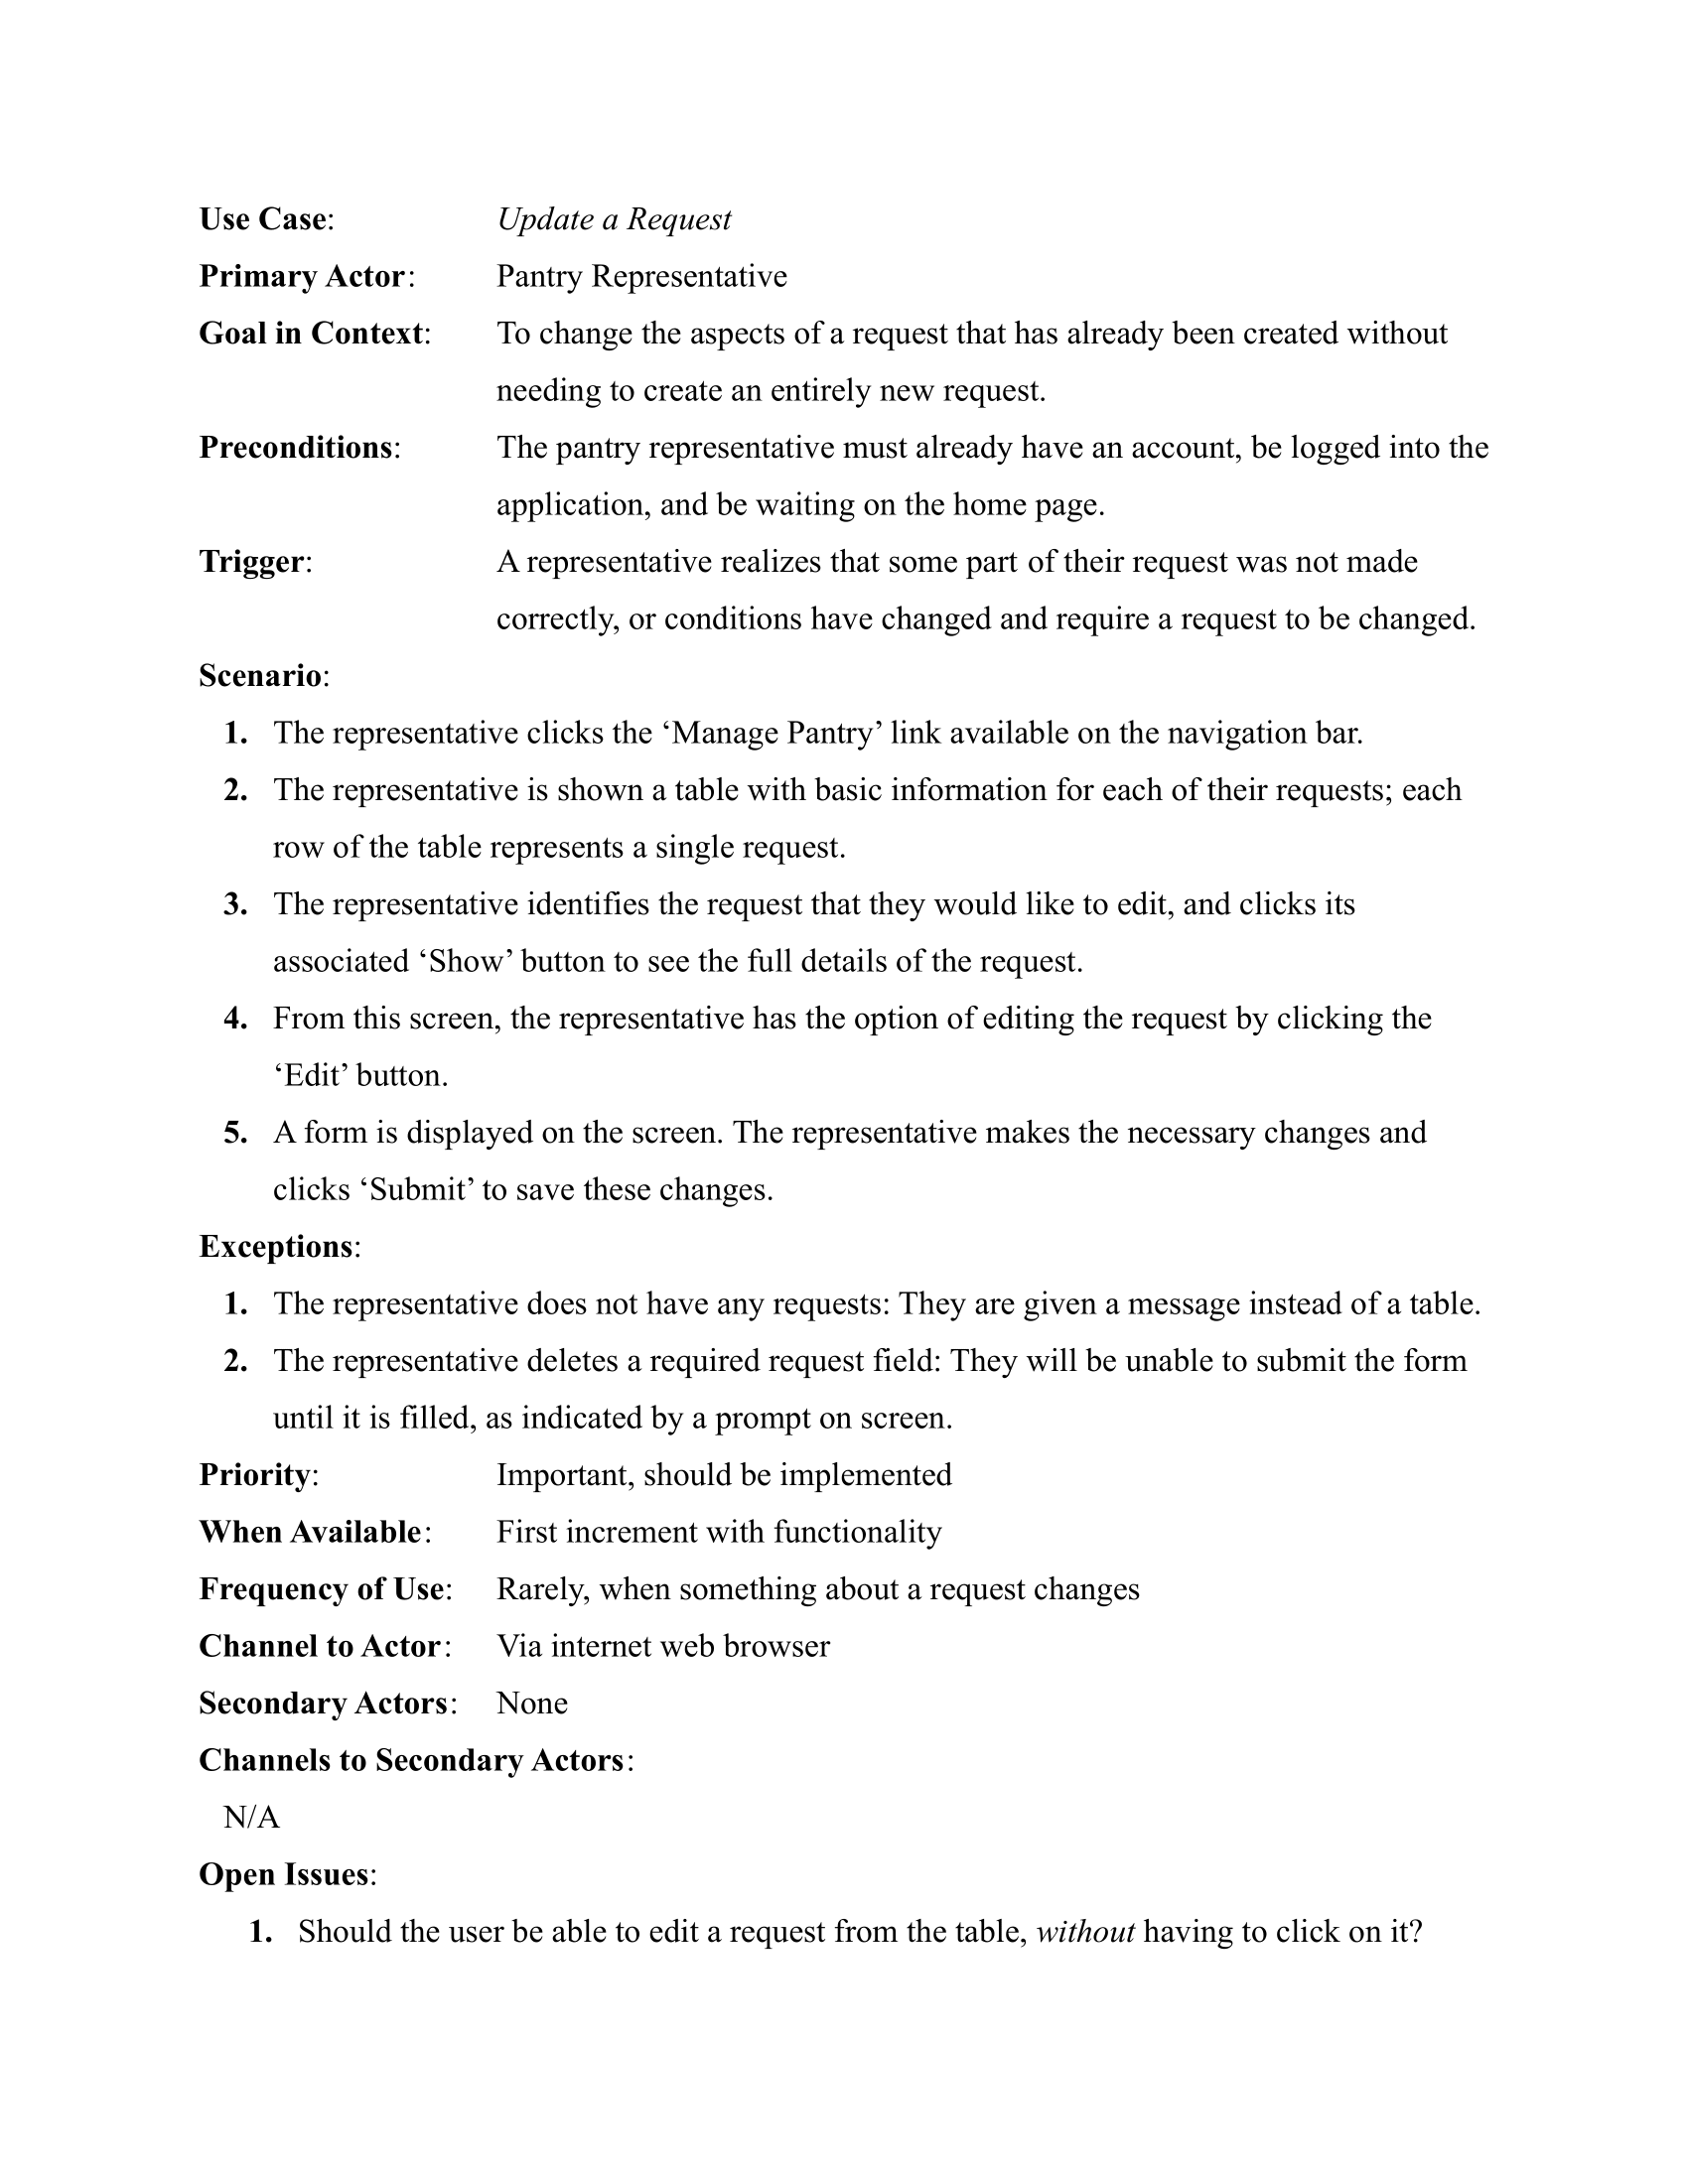 Use Case: Update a Request
Primary Actor: Pantry Representative
Goal in Context: To change the aspects of a request that has already been created without
needing to create an entirely new request.
Preconditions: The pantry representative must already have an account, be logged into the
application, and be waiting on the home page.
Trigger: A representative realizes that some part of their request was not made
correctly, or conditions have changed and require a request to be changed.
Scenario:
1. The representative clicks the ‘Manage Pantry’ link available on the navigation bar.
2. The representative is shown a table with basic information for each of their requests; each
row of the table represents a single request.
3. The representative identifies the request that they would like to edit, and clicks its
associated ‘Show’ button to see the full details of the request.
4. From this screen, the representative has the option of editing the request by clicking the
‘Edit’ button.
5. A form is displayed on the screen. The representative makes the necessary changes and
clicks ‘Submit’ to save these changes.
Exceptions:
1. The representative does not have any requests: They are given a message instead of a table.
2. The representative deletes a required request field: They will be unable to submit the form
until it is filled, as indicated by a prompt on screen.
Priority: Important, should be implemented
When Available: First increment with functionality
Frequency of Use: Rarely, when something about a request changes
Channel to Actor: Via internet web browser
Secondary Actors: None
Channels to Secondary Actors:
N/A
Open Issues:
1. Should the user be able to edit a request from the table, without having to click on it?